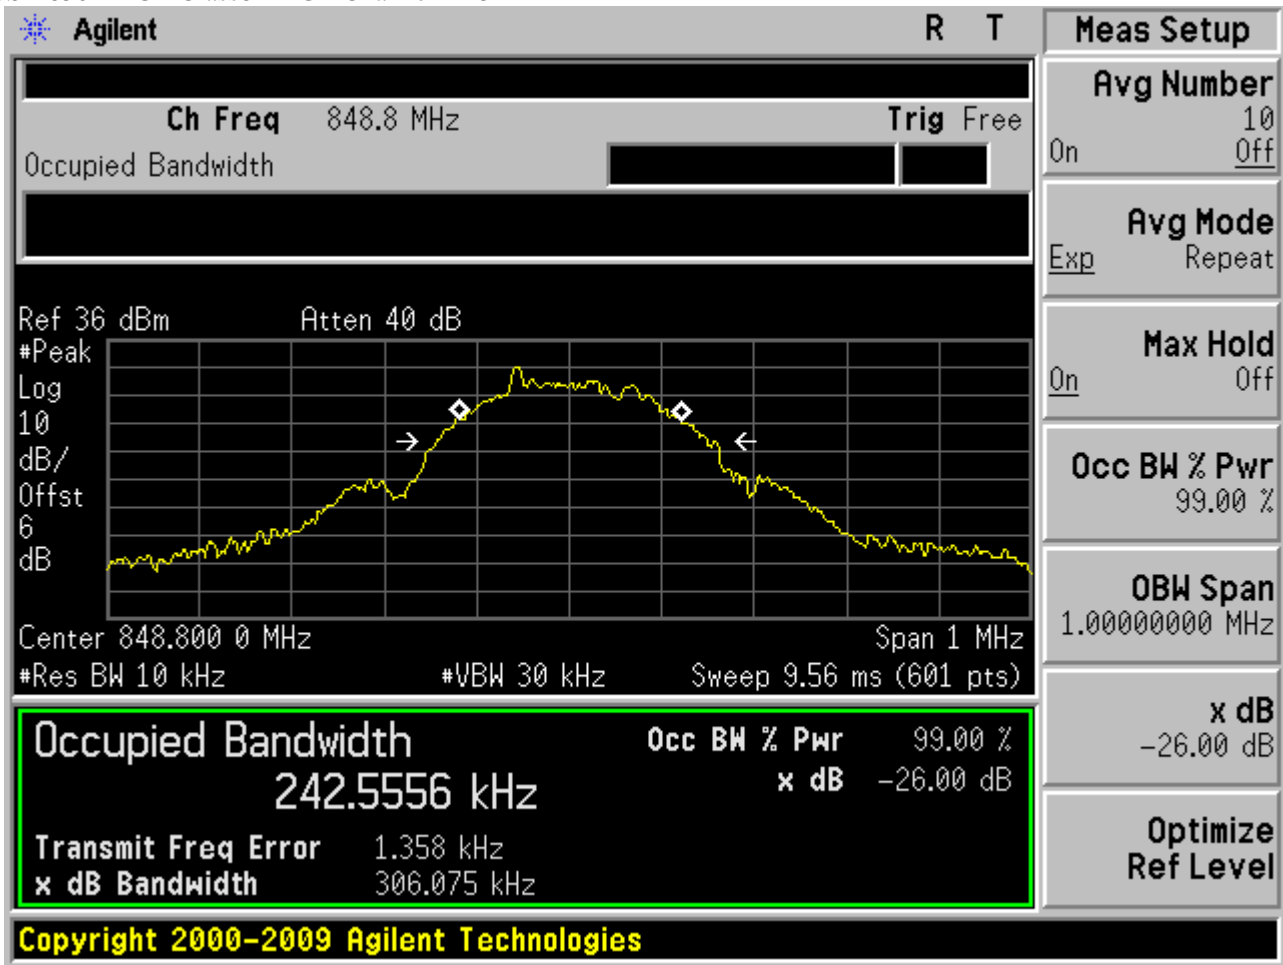 Agilent R T
Ch Freq 848.8 MHz Trig Free
Occupied Bandwidth
Ref 36 dBm Atten 40 dB
#Peak
Log
10
dB/
Offst
6
dB
Center 848.800 0 MHz Span 1 MHz
#Res BW 10 kHz #VBW 30 kHz Sweep 9.56 ms (601 pts)
Occupied Bandwidth
242.5556 kHz
Occ BW % Pwr 99.00 %
x dB -26.00 dB
Transmit Freq Error 1.358 kHz
x dB Bandwidth 306.075 kHz
Copyright 2000-2009 Agilent Technologies
Meas Setup
Avg Number
10
On Off
Avg Mode
Exp Repeat
Max Hold
On Off
Occ BW % Pwr
99.00 %
OBW Span
1.00000000 MHz
x dB
-26.00 dB
Optimize
Ref Level